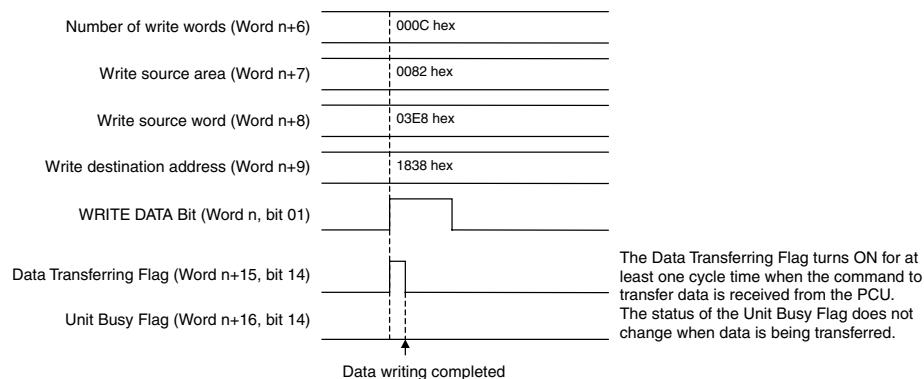 Number of write words (Word n+6)
000C hex
Write source area (Word n+7)
0082 hex
Write source word (Word n+8)
03E8 hex
Write destination address (Word n+9)
1838 hex
WRITE DATA Bit (Word n, bit 01)
Data Transferring Flag (Word n+15, bit 14)
Unit Busy Flag (Word n+16, bit 14)
The Data Transferring Flag turns ON for at
least one cycle time when the command to
transfer data is received from the PCU.
The status of the Unit Busy Flag does not
change when data is being transferred.
Data writing completed